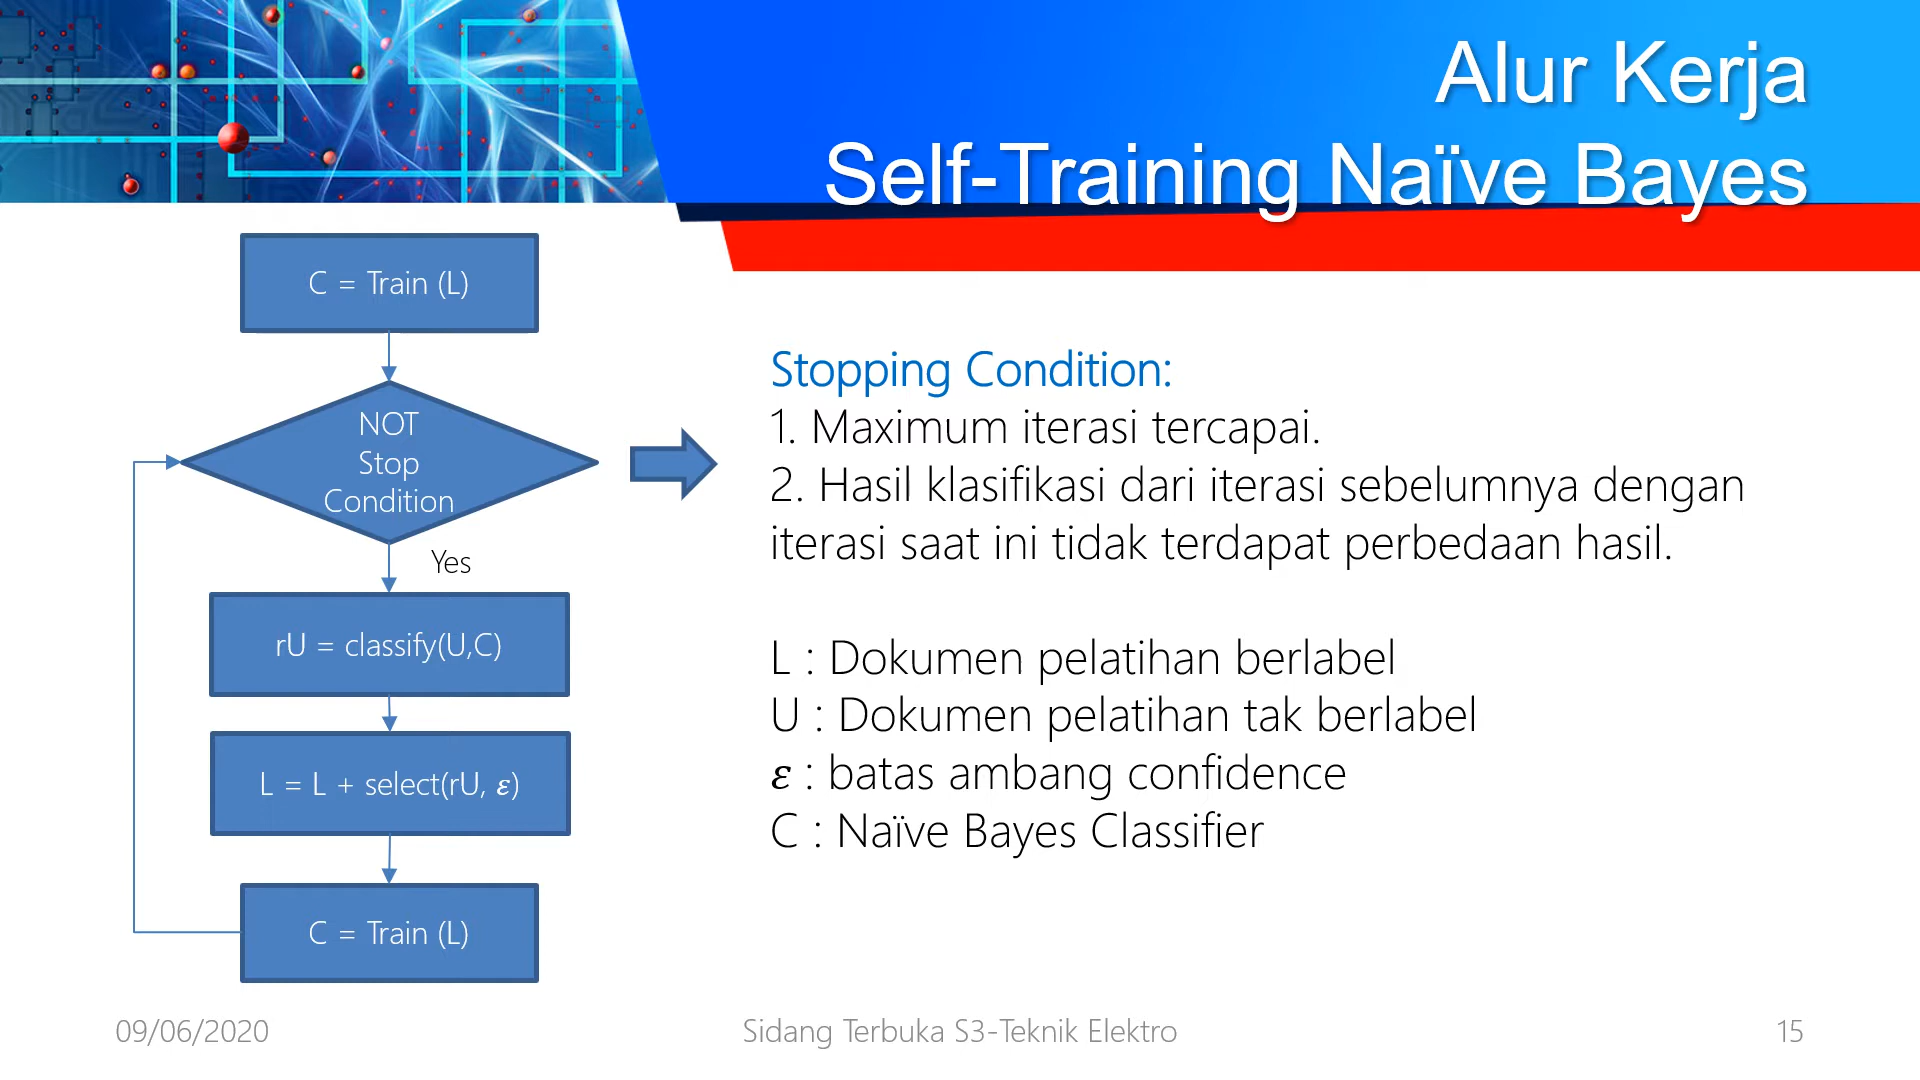 Alur Kerja
Self-Training Naïve Bayes
C = Train (L)
NOT
Stop
Condition
Yes
rU = classify(U,C)
L = L + select(rU, ε)
C = Train (L)
Stopping Condition:
1. Maximum iterasi tercapai.
2. Hasil klasifikasi dari iterasi sebelumnya dengan
iterasi saat ini tidak terdapat perbedaan hasil.
L : Dokumen pelatihan berlabel
U : Dokumen pelatihan tak berlabel
ε : batas ambang confidence
C : Naïve Bayes Classifier
09/06/2020
Sidang Terbuka S3-Teknik Elektro
15